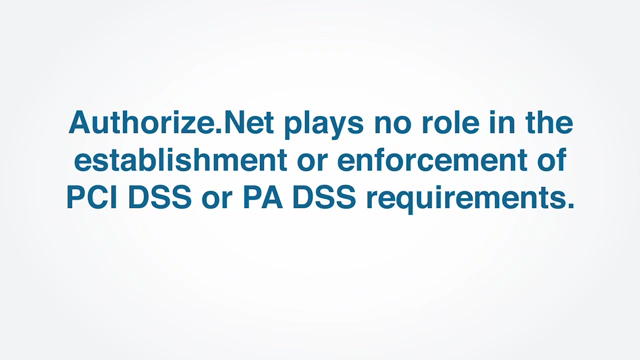 Authorize.Net plays no role in the
establishment or enforcement of
PCI DSS or PA DSS requirements.